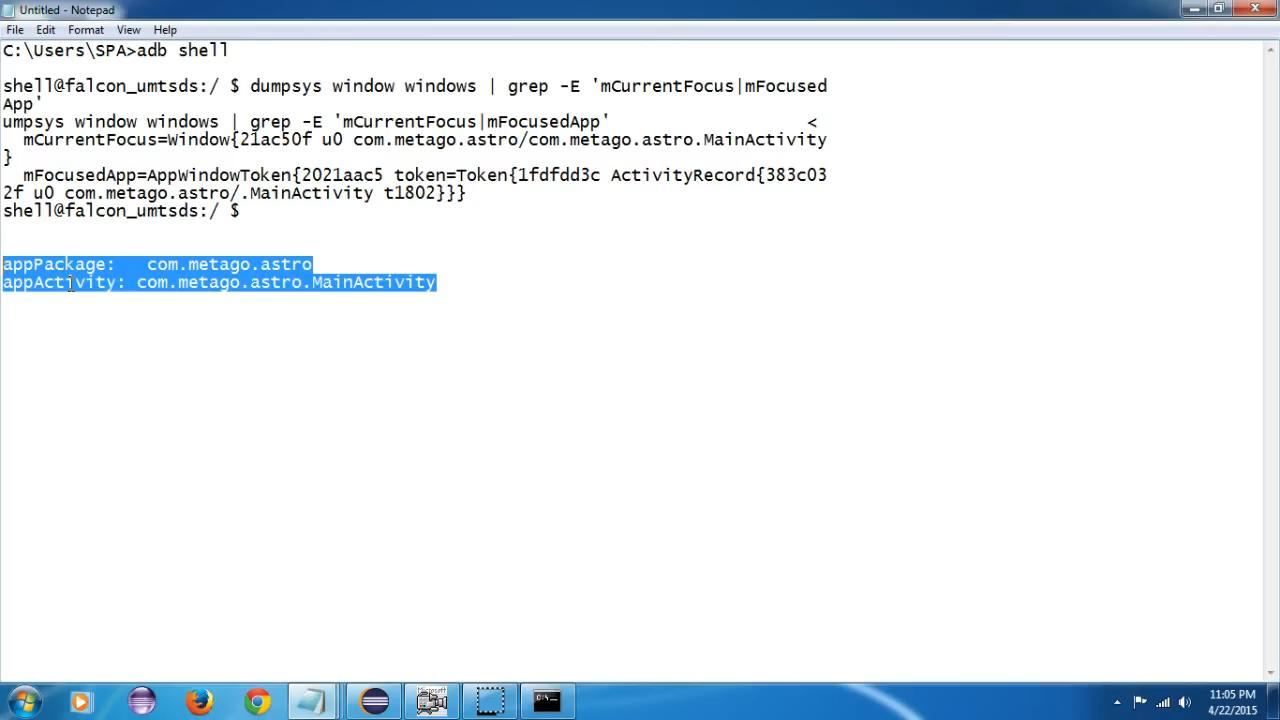 Untitled - Notepad
File Edit Format View Help
C:\Users\SPA>adb shell
shell@falcon_umtsds:/ $ dumpsys window windows | grep -E 'mCurrentFocus|mFocused
App'
umpsys window windows | grep -E 'mCurrentFocus|mFocusedApp' <
mCurrentFocus=Window{21ac50f u0 com.metago.astro/com.metago.astro.MainActivity
}
mFocusedApp=AppWindowToken{2021aac5 token=Token{1fdfdd3c ActivityRecord{383c03
2f u0 com.metago.astro/.MainActivity t1802}}}
shell@falcon_umtsds:/ $
appPackage: com.metago.astro
appActivity: com.metago.astro.MainActivity
Microsoft
C:\
11:05 PM
4/22/2015